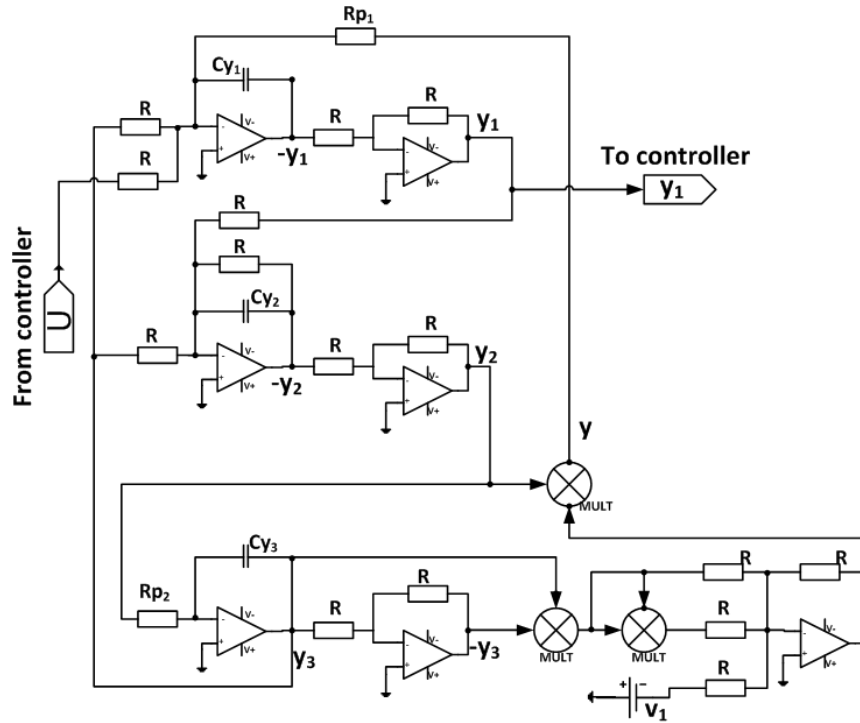 Rp1
Cy1
R
R
V-
V+
-y1
R
R
V-
V+
y1
To controller
y1
From controller
U
R
R
Cy2
R
V-
V+
-y2
R
R
V-
V+
y2
y
MULT
Rp2
Cy3
V-
V+
y3
R
R
V-
V+
-y3
MULT
MULT
R
R
R
R
V-
V+
+ -
v1